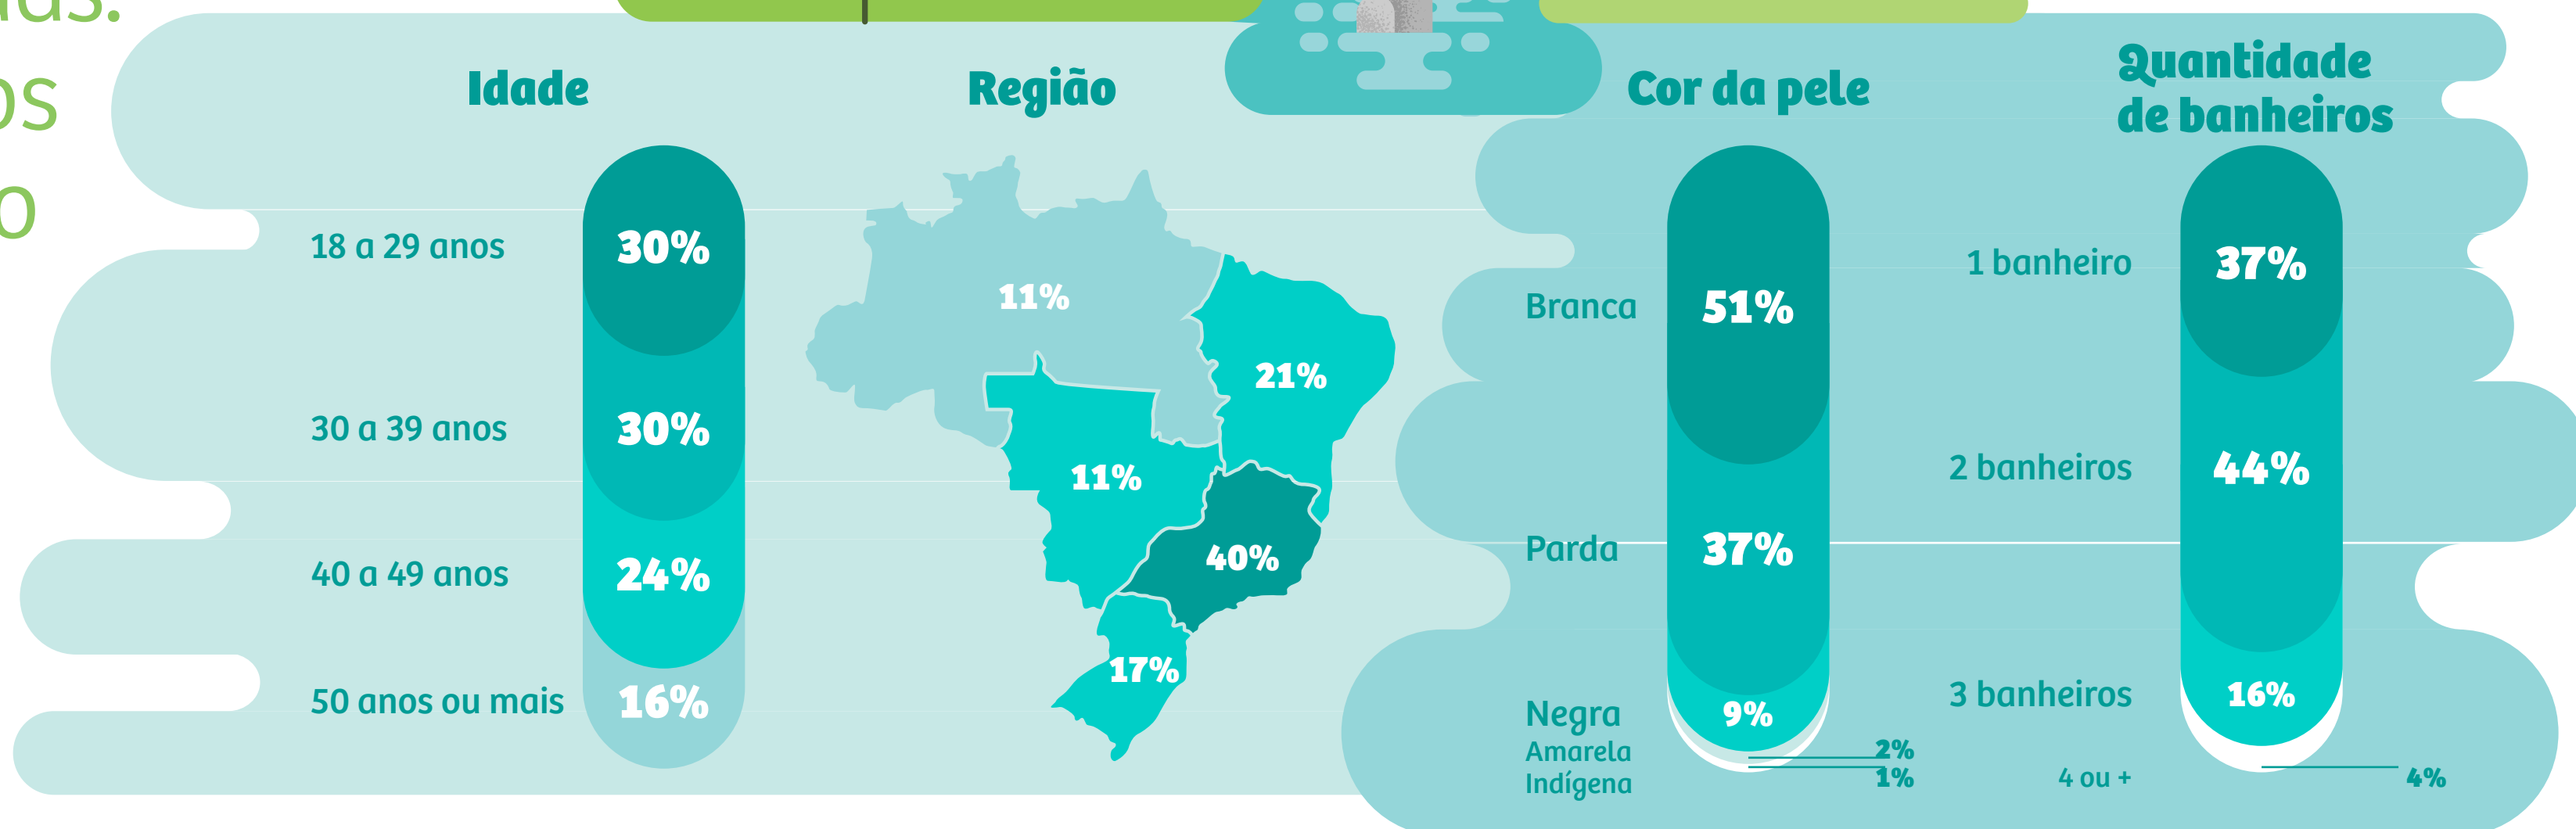 os
o
Idade
18 a 29 anos 30%
30 a 39 anos 30%
40 a 49 anos 24%
50 anos ou mais 16%
Região
11%
21%
11%
40%
17%
Cor da pele
Branca 51%
Parda 37%
Negra 9%
Amarela 2%
Indígena 1%
Quantidade
de banheiros
1 banheiro 37%
2 banheiros 44%
3 banheiros 16%
4 ou + 4%